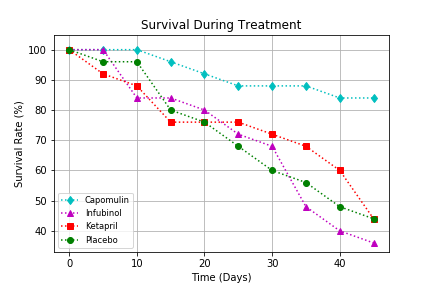 Survival During Treatment
Survival Rate (%)
100
90
80
70
60
50
40
Capomulin
Infubinol
Ketapril
Placebo
0 10 20 30 40
Time (Days)